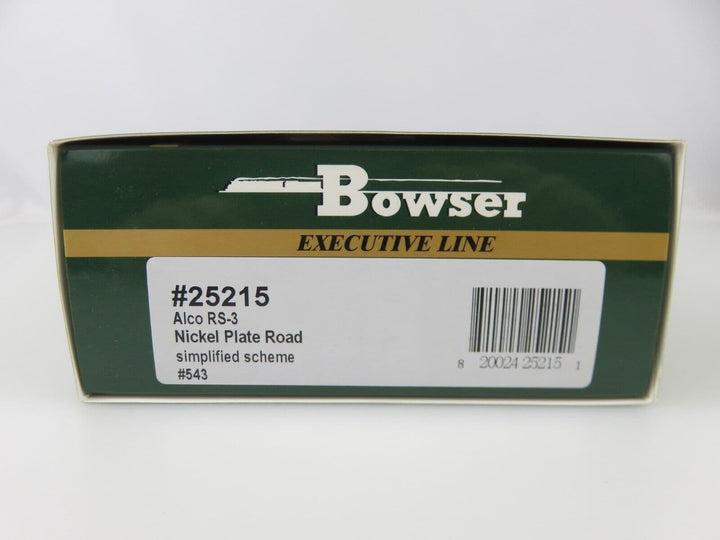 Bowser
EXECUTIVE LINE
#25215
Alco RS-3
Nickel Plate Road
simplified scheme
#543
8 20024 25215 1